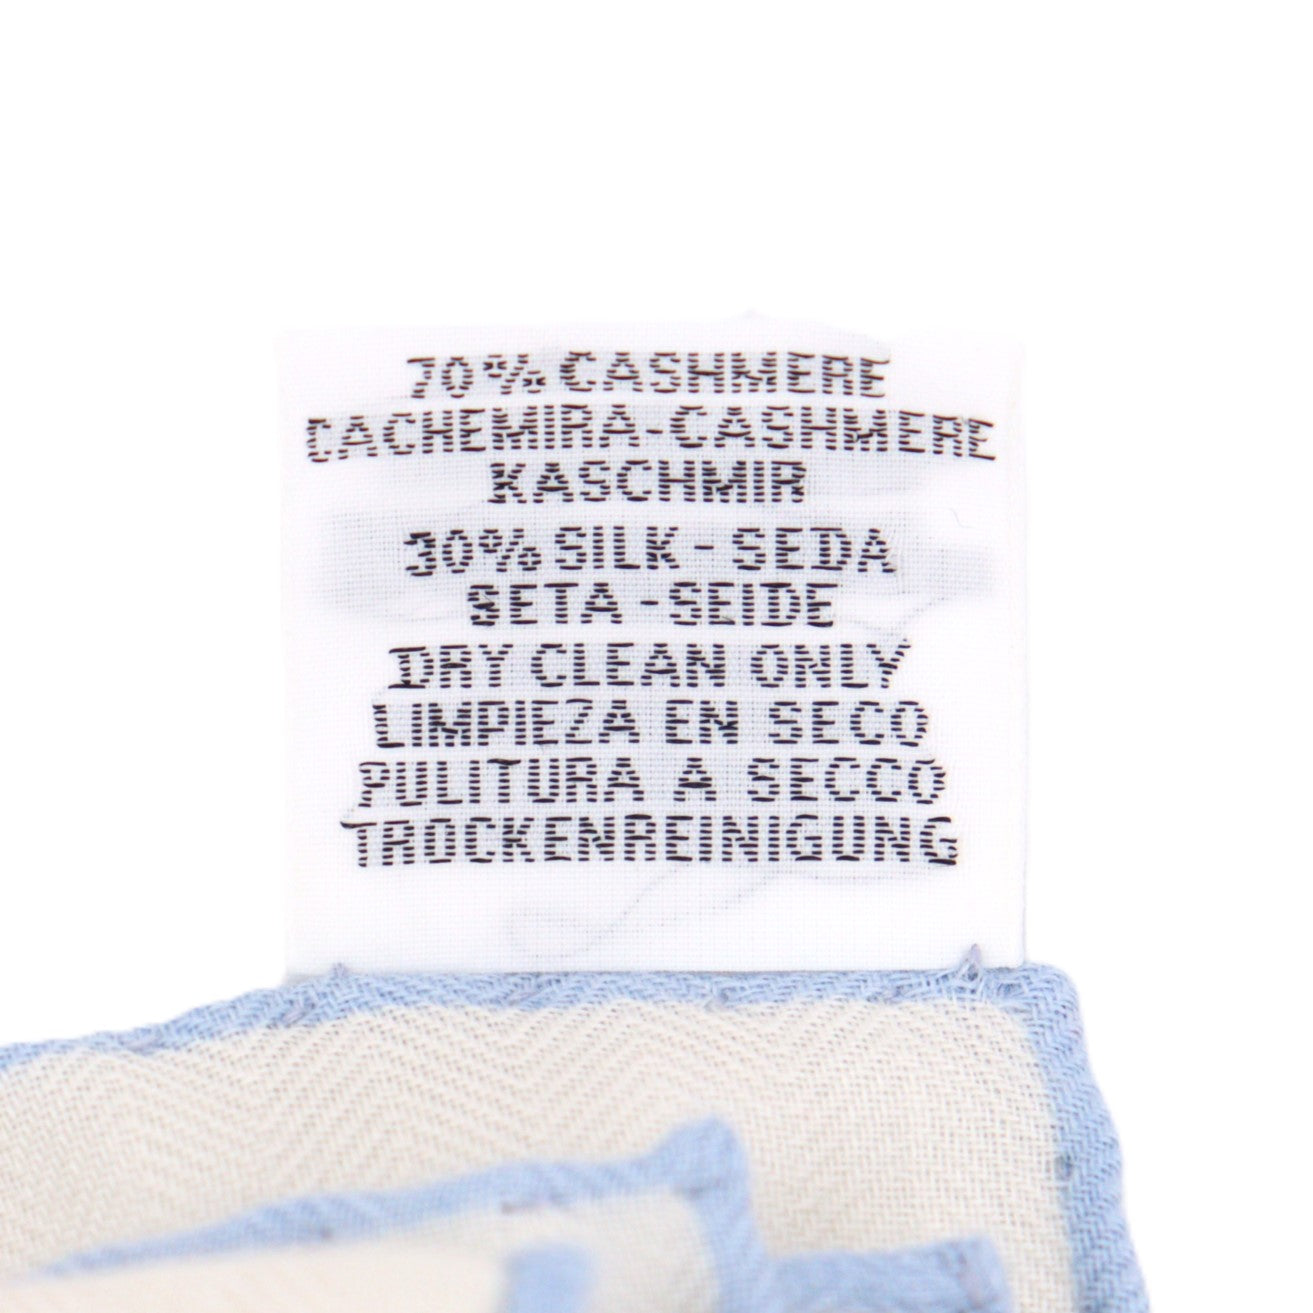 70% CASHMERE
CACHEMIRA-CASHMERE
KASCHMIR
30% SILK - SEDA
SETA - SEIDE
DRY CLEAN ONLY
LIMPIEZA EN SECO
PULITURA A SECCO
TROCKENREINIGUNG